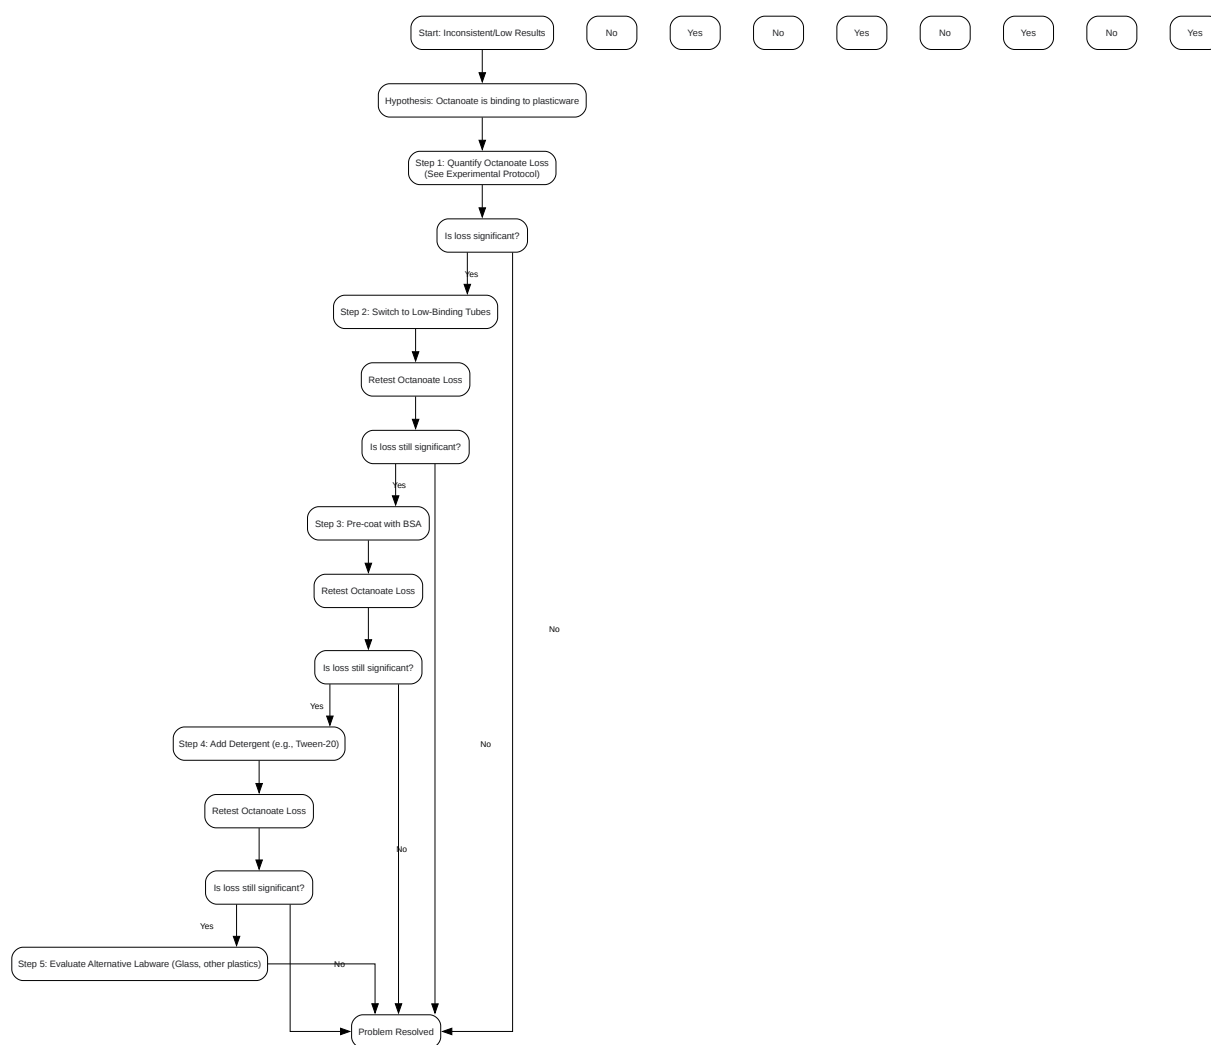 Start: Inconsistent/Low Results
No
Yes
No
Yes
No
Yes
No
Yes
Hypothesis: Octanoate is binding to plasticware
Step 1: Quantify Octanoate Loss
(See Experimental Protocol)
Is loss significant?
Yes
Step 2: Switch to Low-Binding Tubes
Retest Octanoate Loss
Is loss still significant?
Yes
Step 3: Pre-coat with BSA
Retest Octanoate Loss
No
Is loss still significant?
Yes
Step 4: Add Detergent (e.g., Tween-20)
No
Retest Octanoate Loss
No
Is loss still significant?
Yes
Step 5: Evaluate Alternative Labware (Glass, other plastics)
No
Problem Resolved